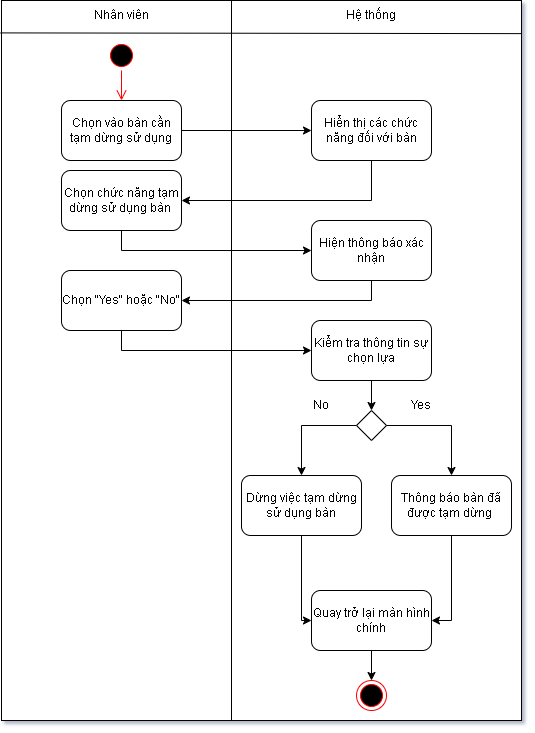 Nhân viên
Hệ thống
Chọn vào bàn cần
tạm dừng sử dụng
Hiển thị các chức
năng đối với bàn
Chọn chức năng tạm
dừng sử dụng bàn
Hiện thông báo xác
nhận
Chọn "Yes" hoặc "No"
Kiểm tra thông tin sự
chọn lựa
No
Yes
Dừng việc tạm dừng
sử dụng bàn
Thông báo bàn đã
được tạm dừng
Quay trở lại màn hình
chính